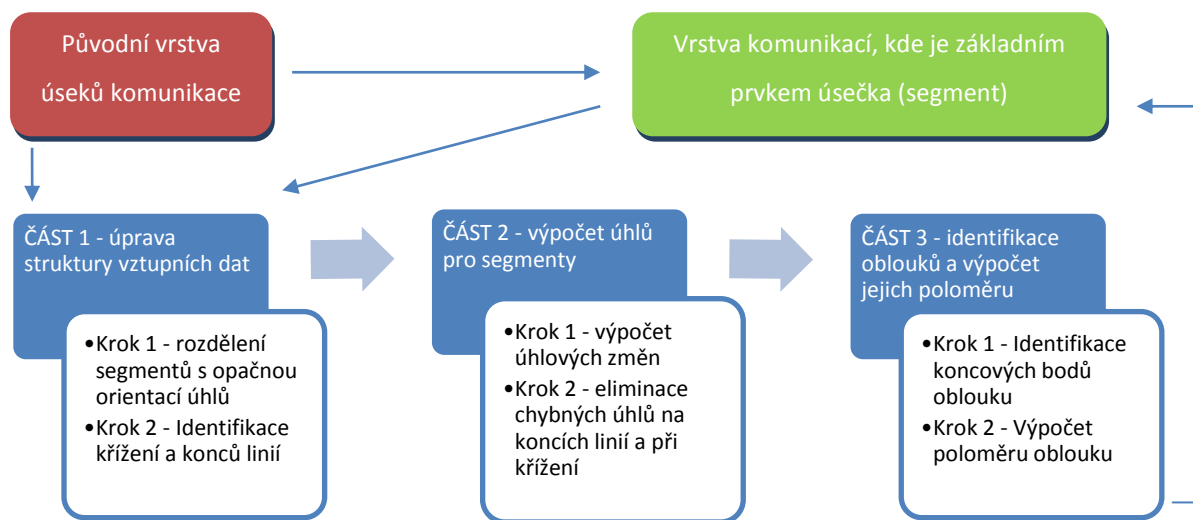 Původní vrstva
úseků komunikace
Vrstva komunikací, kde je základním
prvkem úsečka (segment)
ČÁST 1 - úprava
struktury vztupních dat
•Krok 1 - rozdělení
segmentů s opačnou
orientací úhlů
•Krok 2 - Identifikace
křížení a konců linií
ČÁST 2 - výpočet úhlů
pro segmenty
•Krok 1 - výpočet
úhlových změn
•Krok 2 - eliminace
chybných úhlů na
koncích linií a při
křížení
ČÁST 3 - identifikace
oblouků a výpočet
jejich poloměru
•Krok 1 - Identifikace
koncových bodů
oblouku
•Krok 2 - Výpočet
poloměru oblouku